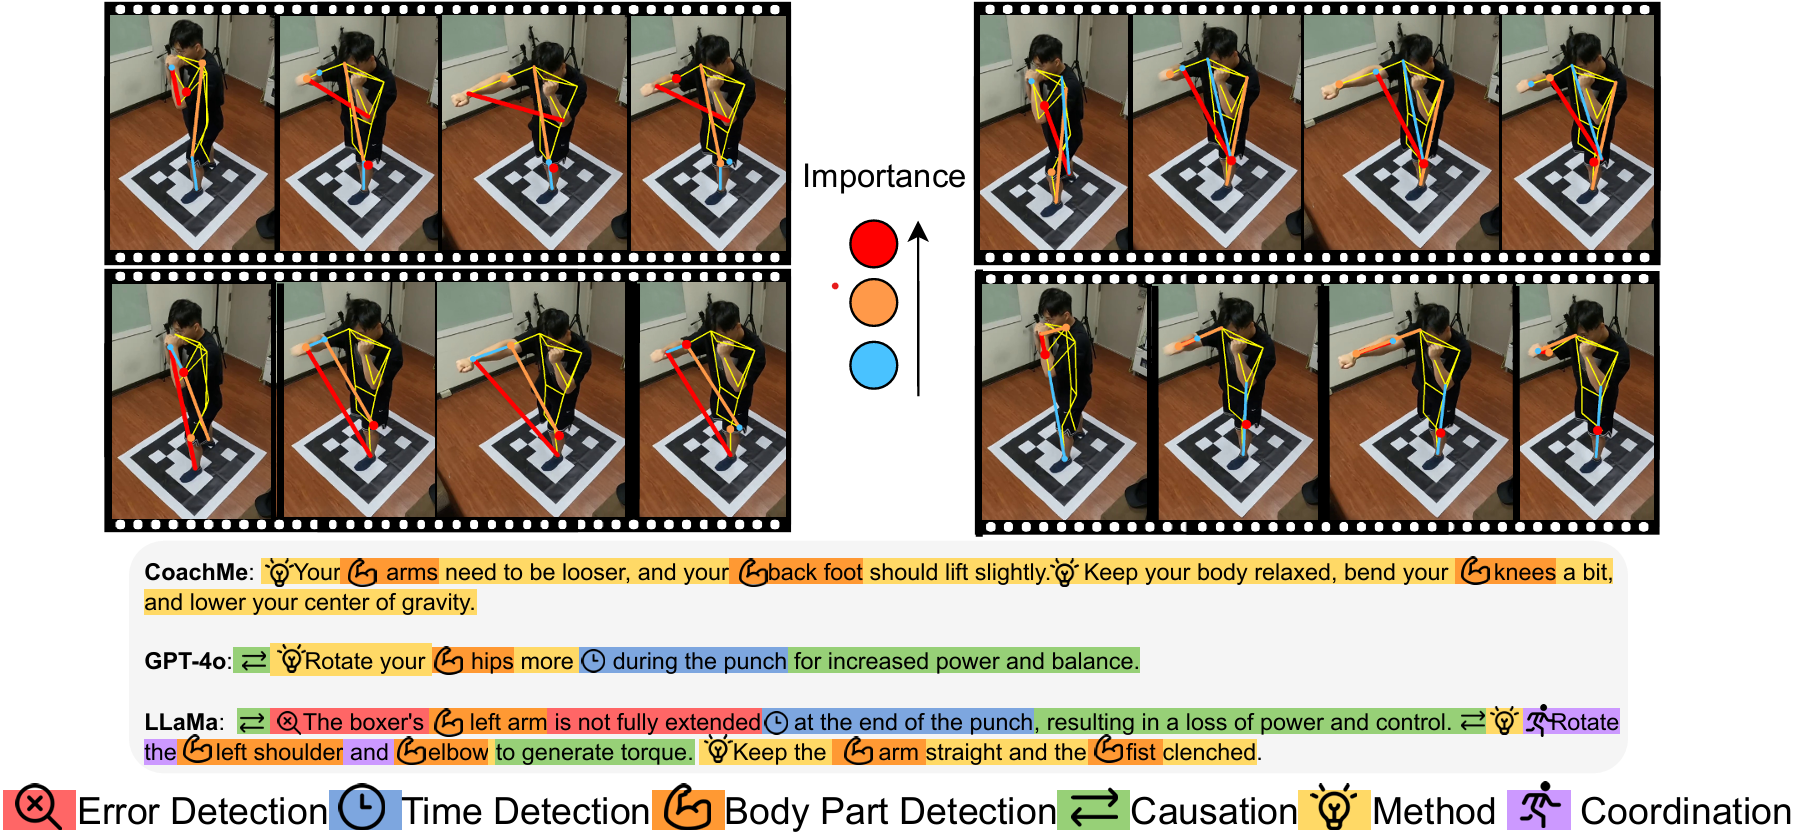 Importance
CoachMe: Your arms need to be looser, and your back foot should lift slightly. Keep your body relaxed, bend your knees a bit,
and lower your center of gravity.
GPT-4o: Rotate your hips more during the punch for increased power and balance.
LLaMa: The boxer's left arm is not fully extended at the end of the punch, resulting in a loss of power and control. Rotate
the left shoulder and elbow to generate torque. Keep the arm straight and the fist clenched.
Error Detection Time Detection Body Part Detection Causation Method Coordination